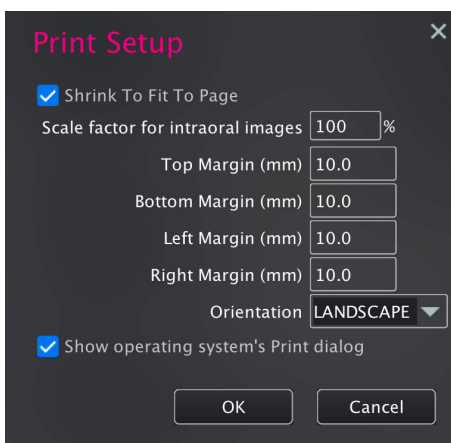 Print Setup
Shrink To Fit To Page
Scale factor for intraoral images 100 %
Top Margin (mm) 10.0
Bottom Margin (mm) 10.0
Left Margin (mm) 10.0
Right Margin (mm) 10.0
Orientation LANDSCAPE
Show operating system's Print dialog
OK Cancel